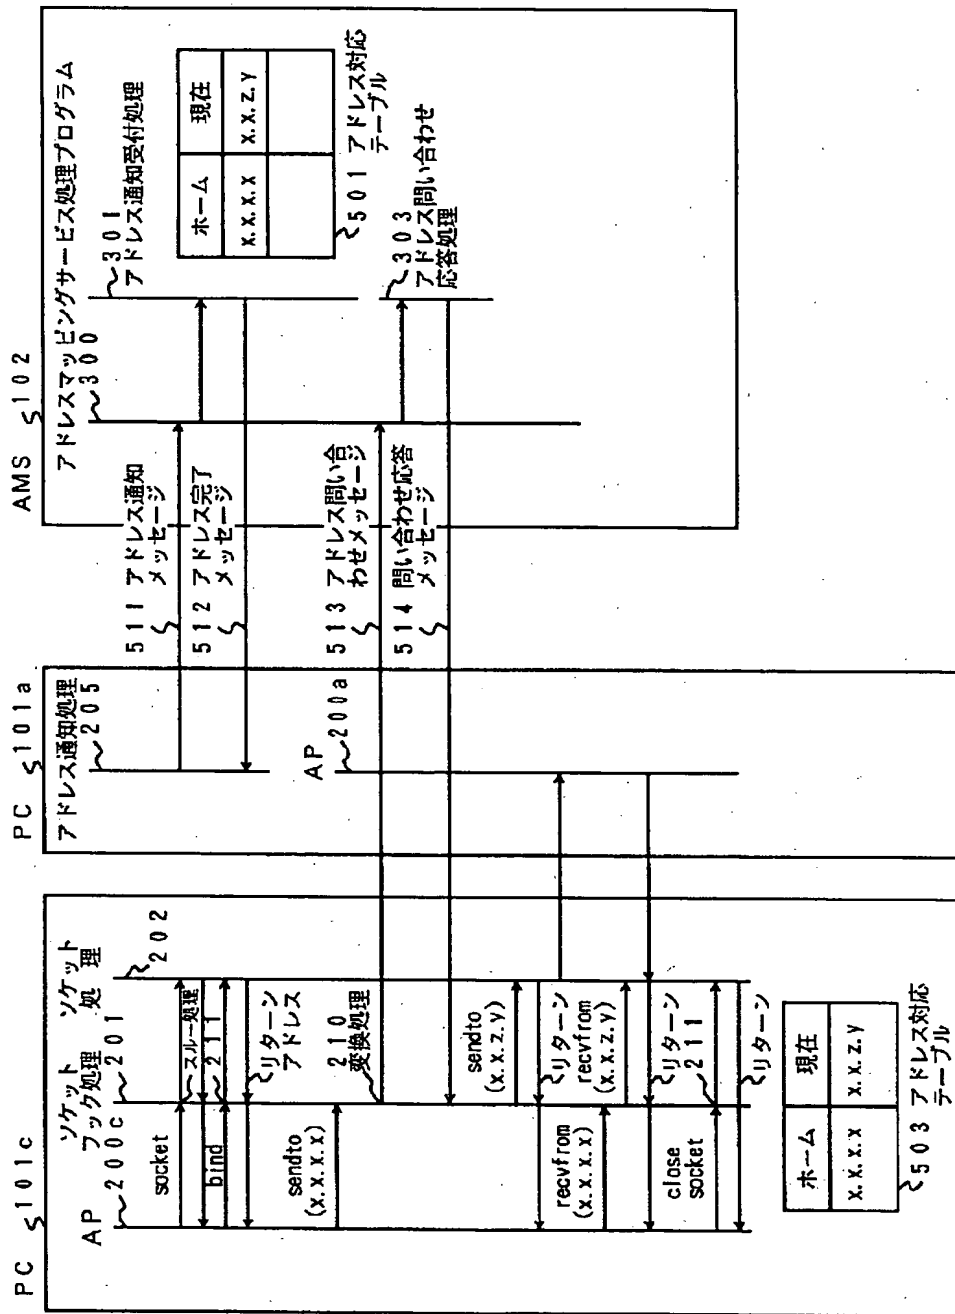 PC 101c
AP
200c
ソケット
フック処理
201
ソケット
処理
202
socket
スルー処理
bind
211
リターン
アドレス
sendto
(x.x.x.x)
210
変換処理
sendto
(x.x.z.y)
リターン
recvfrom
(x.x.x.x)
recvfrom
(x.x.z.y)
リターン
close
socket
211
リターン
ホーム
現在
x.x.x.x
x.x.z.y
503 アドレス対応
テーブル
PC 101a
アドレス通知処理
205
AP
200a
511 アドレス通知
メッセージ
512 アドレス完了
メッセージ
513 アドレス問い合
わせメッセージ
514 問い合わせ応答
メッセージ
AMS 102
アドレスマッピングサービス処理プログラム
300
301
アドレス通知受付処理
ホーム
現在
x.x.x.x
x.x.z.y
501 アドレス対応
テーブル
303
アドレス問い合わせ
応答処理